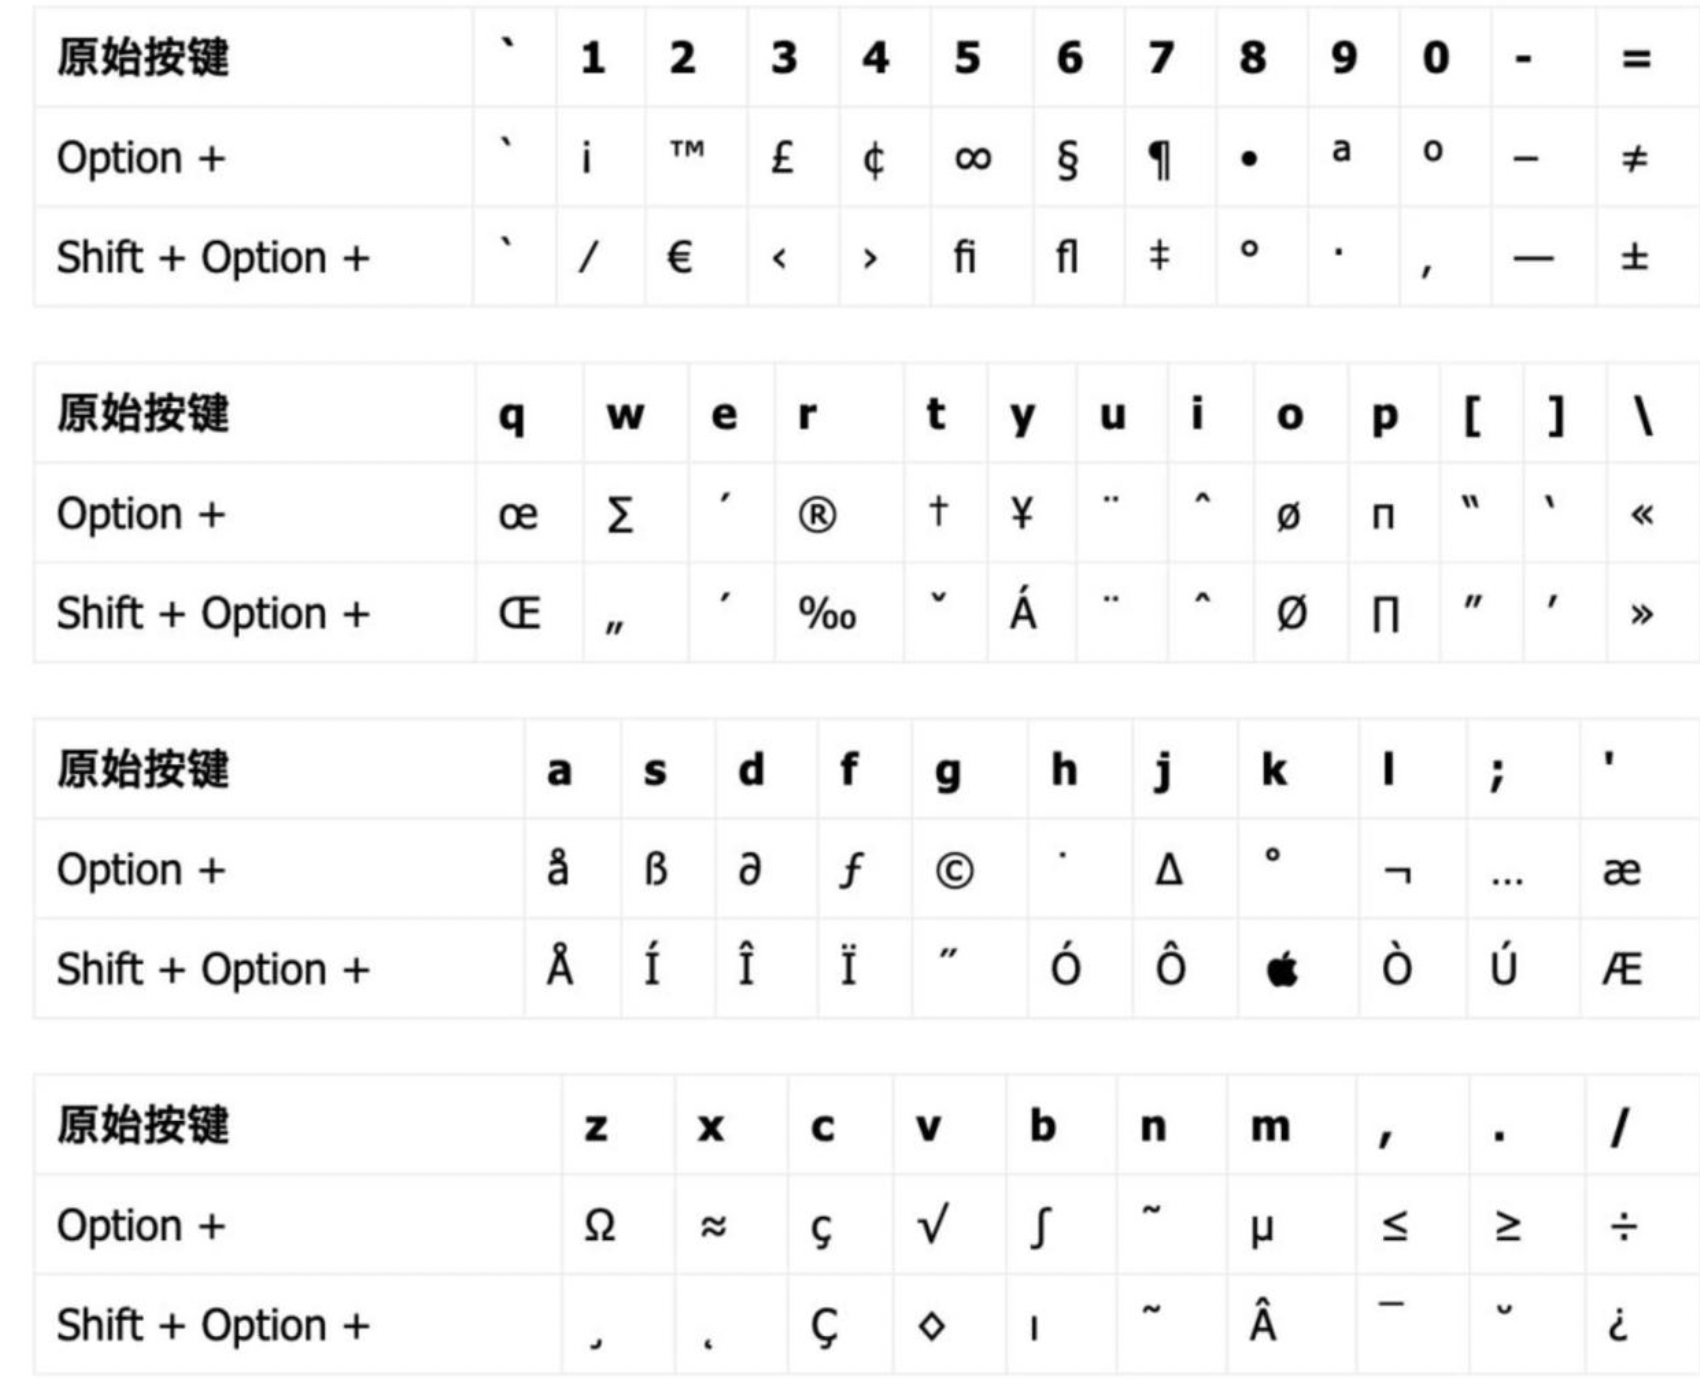 原始按键 ` 1 2 3 4 5 6 7 8 9 0 - =
Option + ` ¡ ™ £ ¢ ∞ § ¶ • ª º – ≠
Shift + Option + ` ⁄ € ‹ › ﬁ ﬂ ‡ ° · ‚ — ±
原始按键 q w e r t y u i o p [ ] \
Option + œ ∑ ´ ® † ¥ ¨ ˆ ø π “ ‘ «
Shift + Option + Œ „ ´ ‰ ˇ Á ¨ ˆ Ø ∏ ” ’ »
原始按键 a s d f g h j k l ; '
Option + å ß ∂ ƒ © ˙ ∆ ˚ ¬ … æ
Shift + Option + Å Í Î Ï ˝ Ó Ô  Ò Ú Æ
原始按键 z x c v b n m , . /
Option + Ω ≈ ç √ ∫ ˜ µ ≤ ≥ ÷
Shift + Option + ¸ ˛ Ç ◊ ı ˜ Â ¯ ˘ ¿